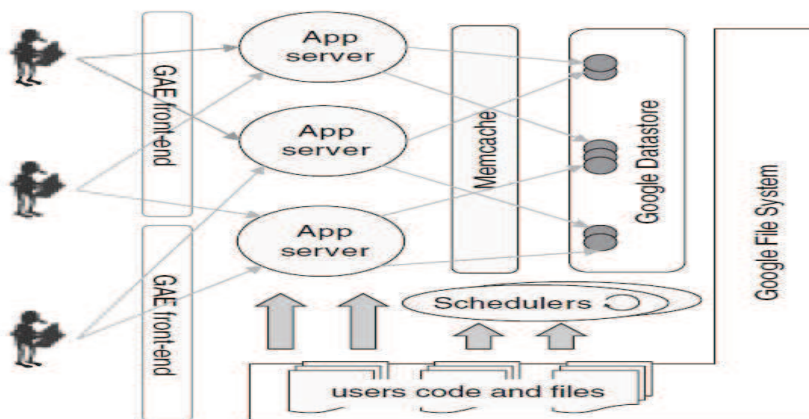 GAE front-end
GAE front-end
App
server
App
server
App
server
Memcache
Google Datastore
Google File System
Schedulers
users code and files